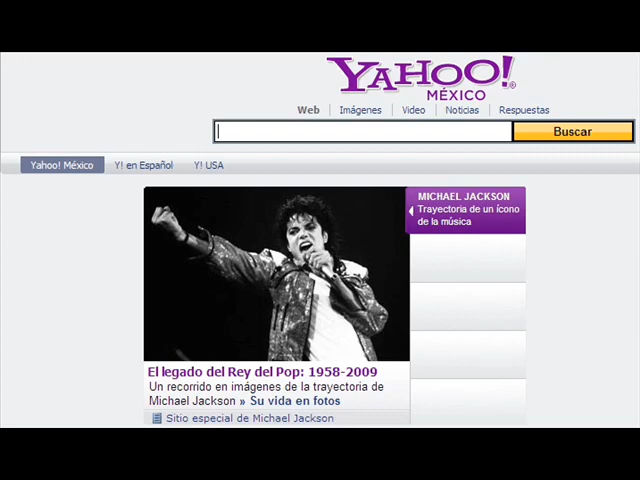 YAHOO!®
MÉXICO
Web Imágenes Video Noticias Respuestas
Buscar
Yahoo! México Y! en Español Y! USA
MICHAEL JACKSON
Trayectoria de un ícono
de la música
El legado del Rey del Pop: 1958-2009
Un recorrido en imágenes de la trayectoria de
Michael Jackson » Su vida en fotos
Sitio especial de Michael Jackson